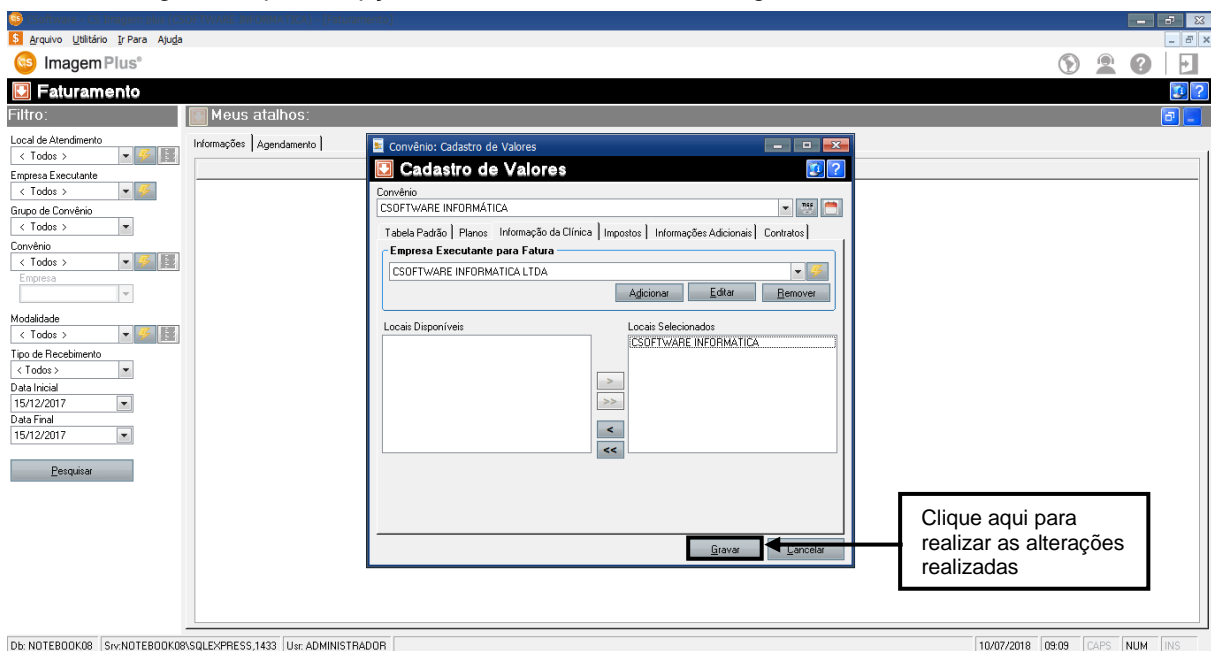 Arquivo Utilitário Ir Para Ajuda
ImagemPlus®
Faturamento
Filtro:
Meus atalhos:
Local de Atendimento
< Todos >
Empresa Executante
< Todos >
Grupo de Convênio
< Todos >
Convênio
< Todos >
Empresa
Modalidade
< Todos >
Tipo de Recebimento
< Todos >
Data Inicial
15/12/2017
Data Final
15/12/2017
Pesquisar
Informações Agendamento
Convênio: Cadastro de Valores
Cadastro de Valores
Convênio
CSOFTWARE INFORMÁTICA
Tabela Padrão Planos Informação da Clínica Impostos Informações Adicionais Contratos
Empresa Executante para Fatura
CSOFTWARE INFORMATICA LTDA
Adicionar Editar Remover
Locais Disponíveis
Locais Selecionados
CSOFTWARE INFORMATICA
>
>>
<
<<
Gravar Lancelar
Clique aqui para
realizar as alterações
realizadas
Db: NOTEBOOK08 Srv:NOTEBOOK08\SQLEXPRESS,1433 Usr: ADMINISTRADOR 10/07/2018 09:09 CAPS NUM INS